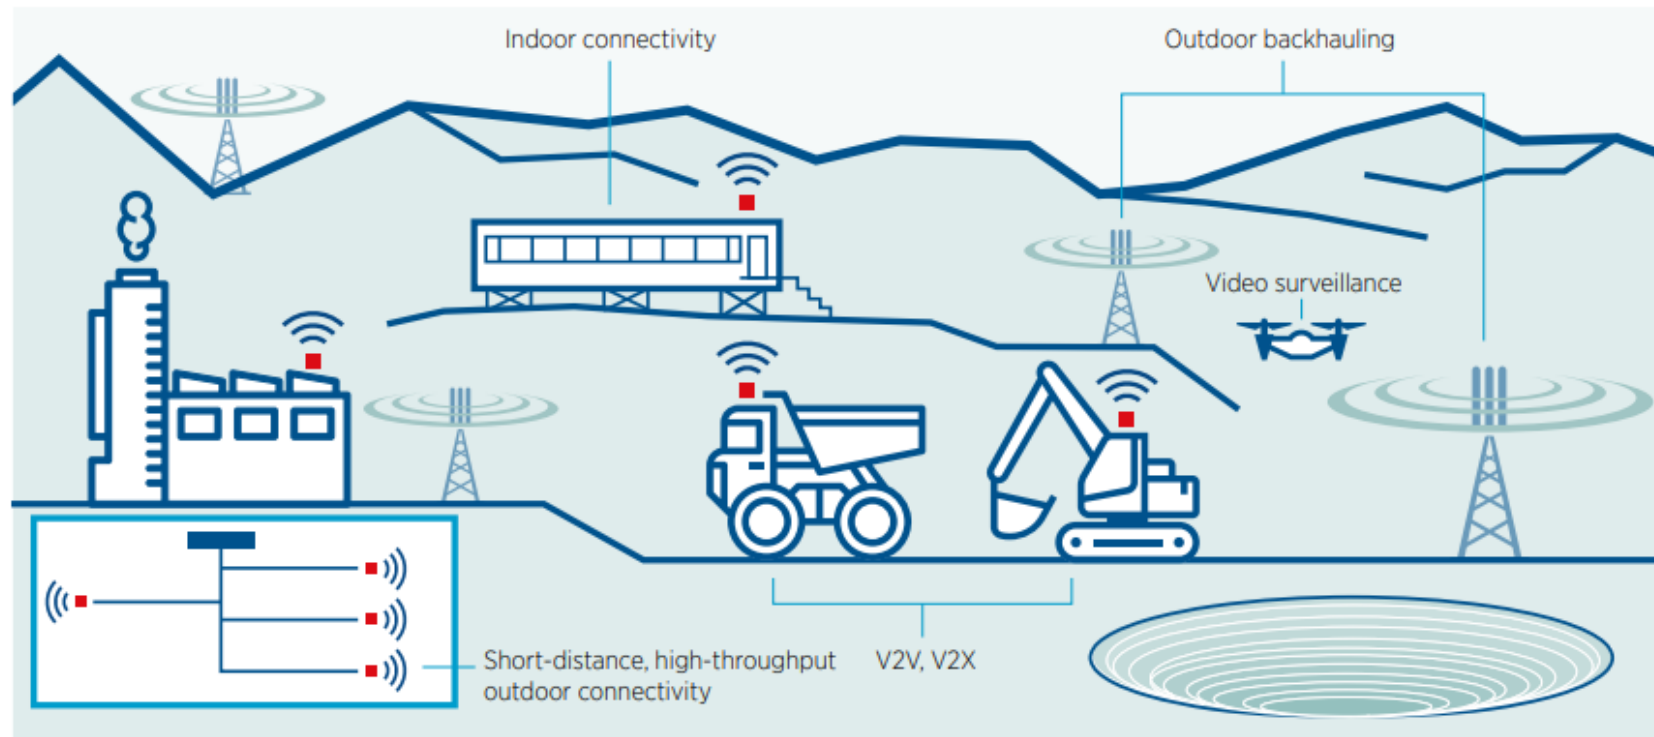 Indoor connectivity
Outdoor backhauling
Video surveillance
Short-distance, high-throughput
outdoor connectivity
V2V, V2X